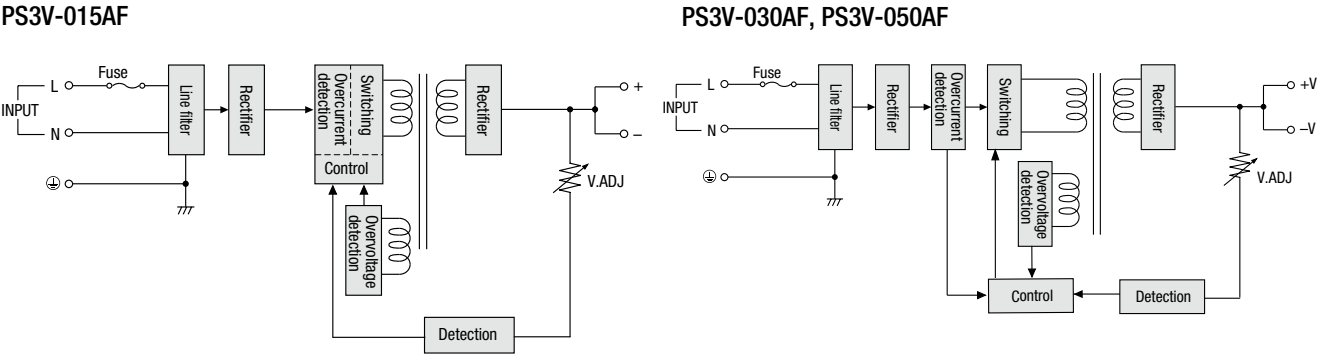 PS3V-015AF
L
Fuse
INPUT
N
Line filter
Rectifier
Overcurrent
detection
Switching
Control
Overvoltage
detection
Rectifier
+
–
V.ADJ
Detection
PS3V-030AF, PS3V-050AF
L
Fuse
INPUT
N
Line filter
Rectifier
Overcurrent
detection
Switching
Overvoltage
detection
Rectifier
+V
–V
V.ADJ
Control
Detection